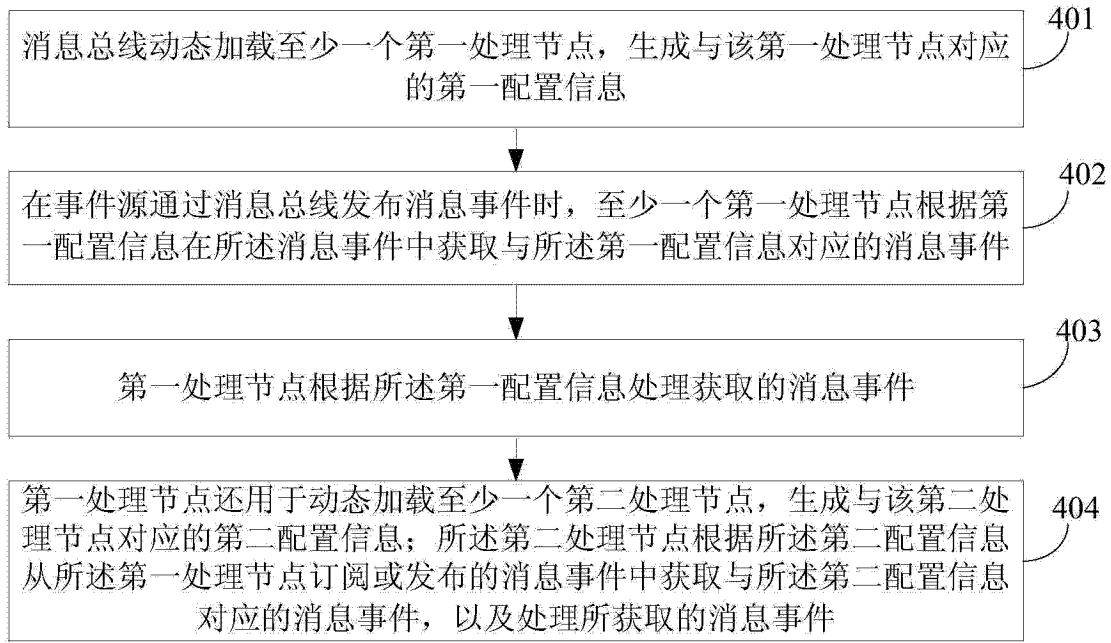 消息总线动态加载至少一个第一处理节点，生成与该第一处理节点对应
的第一配置信息
401
在事件源通过消息总线发布消息事件时，至少一个第一处理节点根据第
一配置信息在所述消息事件中获取与所述第一配置信息对应的消息事件
402
第一处理节点根据所述第一配置信息处理获取的消息事件
403
第一处理节点还用于动态加载至少一个第二处理节点，生成与该第二处
理节点对应的第二配置信息；所述第二处理节点根据所述第二配置信息
从所述第一处理节点订阅或发布的消息事件中获取与所述第二配置信息
对应的消息事件，以及处理所获取的消息事件
404